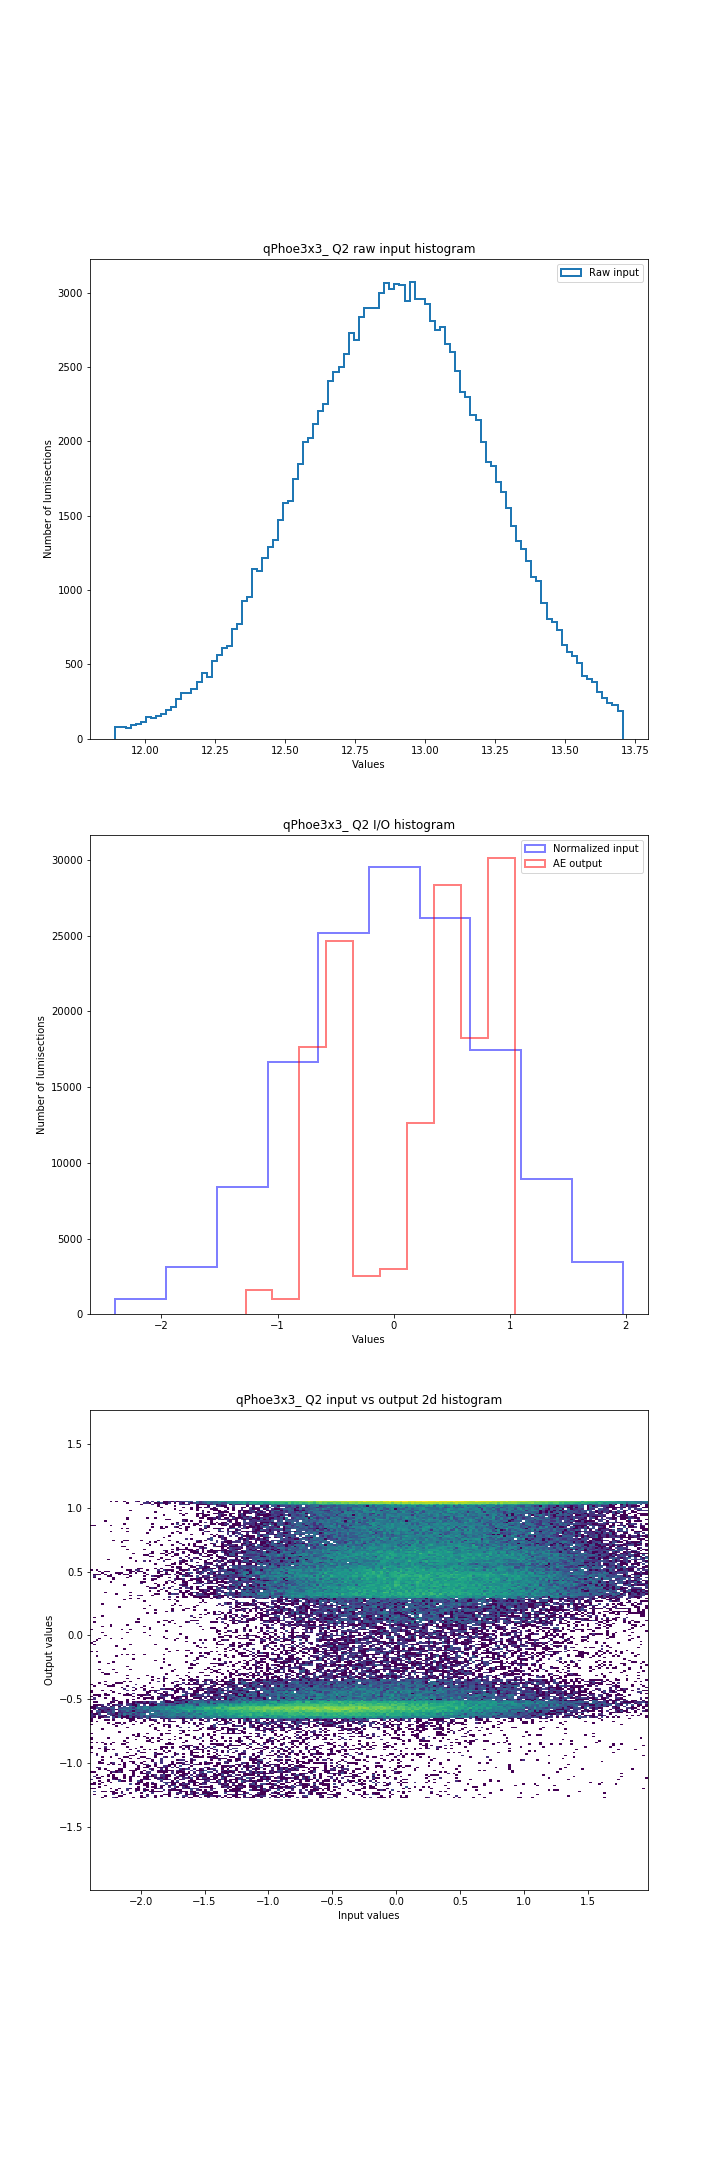 qPhoe3x3_ Q2 raw input histogram
Raw input
3000
2500
2000
1500
1000
500
0
Number of lumisections
12.00 12.25 12.50 12.75 13.00 13.25 13.50 13.75
Values
qPhoe3x3_ Q2 I/O histogram
Normalized input
AE output
30000
25000
20000
15000
10000
5000
0
Number of lumisections
−2 −1 0 1 2
Values
qPhoe3x3_ Q2 input vs output 2d histogram
1.5
1.0
0.5
0.0
−0.5
−1.0
−1.5
Output values
−2.0 −1.5 −1.0 −0.5 0.0 0.5 1.0 1.5
Input values